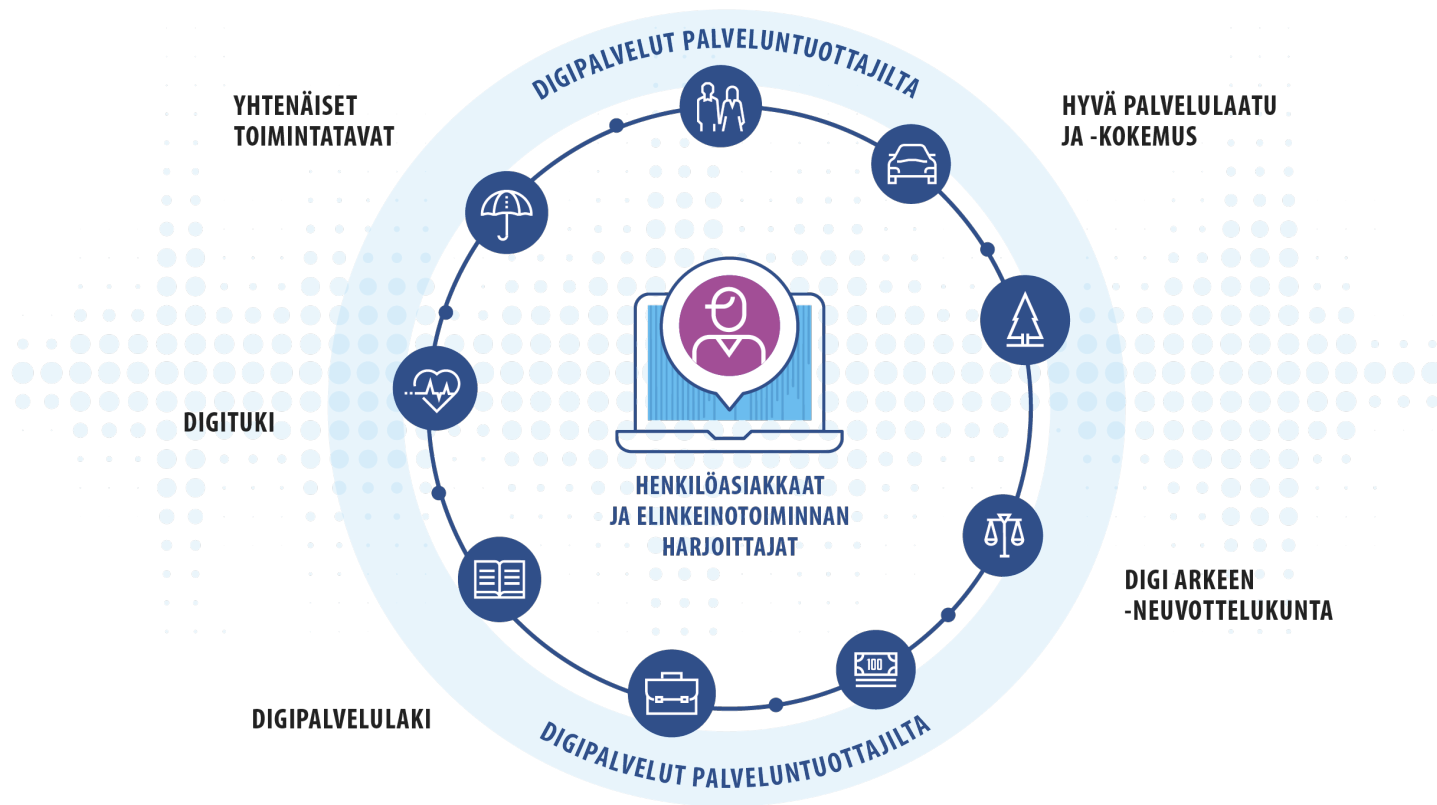 DIGIPALVELUT PALVELUNTUOTTAJILTA
YHTENÄISET
TOIMINTATAVAT
HYVÄ PALVELULAATU
JA -KOKEMUS
DIGITUKI
HENKILÖASIAKKAAT
JA ELINKEINOTOIMINNAN
HARJOITTAJAT
DIGI ARKEEN
-NEUVOTTELUKUNTA
100
DIGIPALVELULAKI
DIGIPALVELUT PALVELUNTUOTTAJILTA